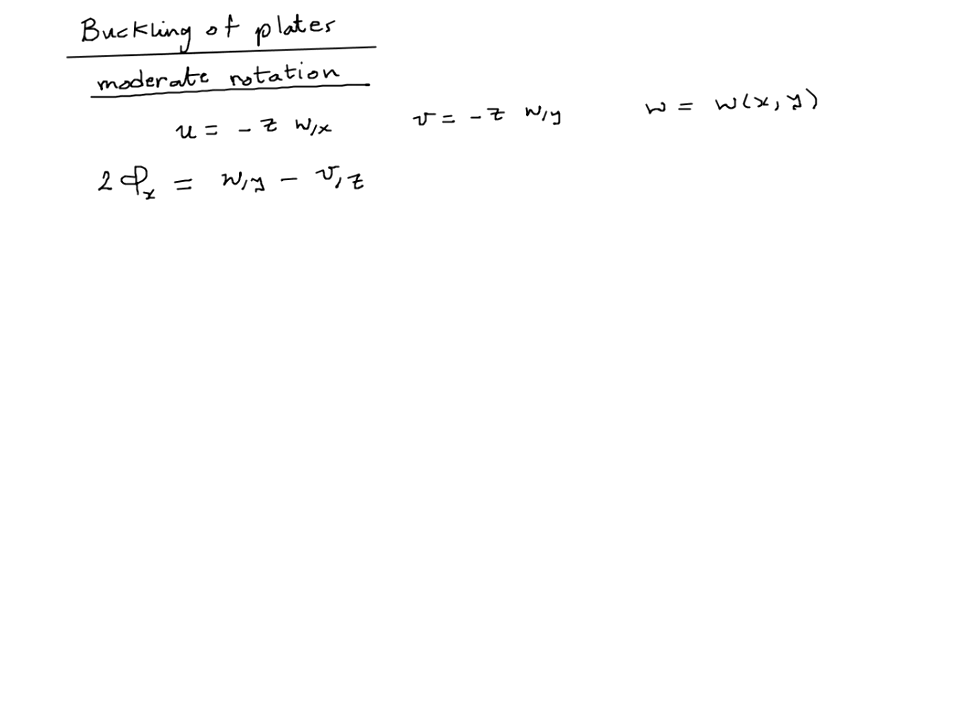 Buckling of plates
moderate rotation
u = - z w,x v = - z w,y w = w(x, y)
2 Φx = w,y - v,z